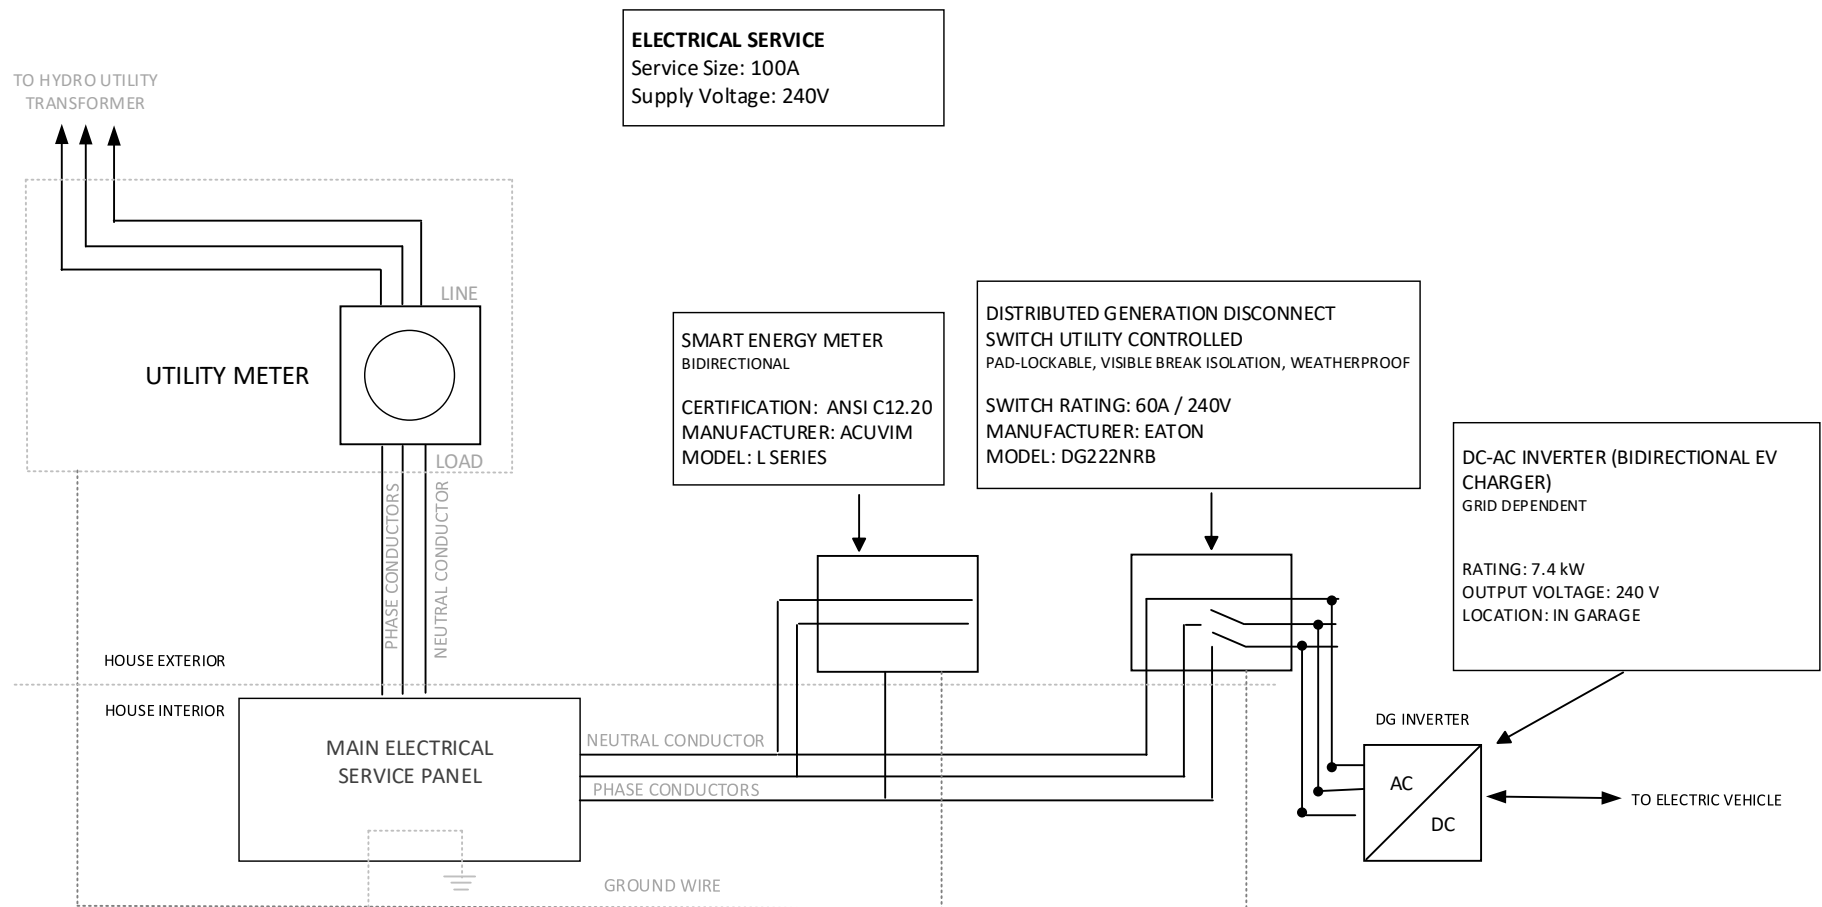 ELECTRICAL SERVICE
Service Size: 100A
Supply Voltage: 240V
TO HYDRO UTILITY
TRANSFORMER
LINE
UTILITY METER
LOAD
PHASE CONDUCTORS
NEUTRAL CONDUCTOR
SMART ENERGY METER
BIDIRECTIONAL
CERTIFICATION: ANSI C12.20
MANUFACTURER: ACUVIM
MODEL: L SERIES
DISTRIBUTED GENERATION DISCONNECT
SWITCH UTILITY CONTROLLED
PAD-LOCKABLE, VISIBLE BREAK ISOLATION, WEATHERPROOF
SWITCH RATING: 60A / 240V
MANUFACTURER: EATON
MODEL: DG222NRB
DC-AC INVERTER (BIDIRECTIONAL EV
CHARGER)
GRID DEPENDENT
RATING: 7.4 kW
OUTPUT VOLTAGE: 240 V
LOCATION: IN GARAGE
HOUSE EXTERIOR
HOUSE INTERIOR
MAIN ELECTRICAL
SERVICE PANEL
NEUTRAL CONDUCTOR
PHASE CONDUCTORS
DG INVERTER
AC
DC
TO ELECTRIC VEHICLE
GROUND WIRE